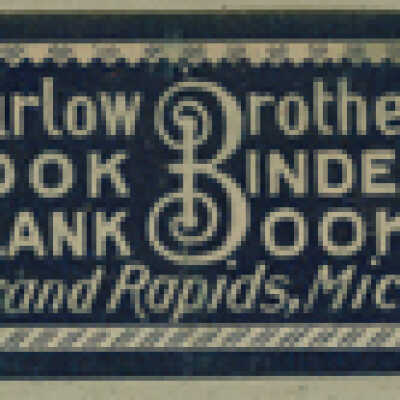 arlow Brothe
OOK BINDE
LANK BOOK
rand Rapids, Mic